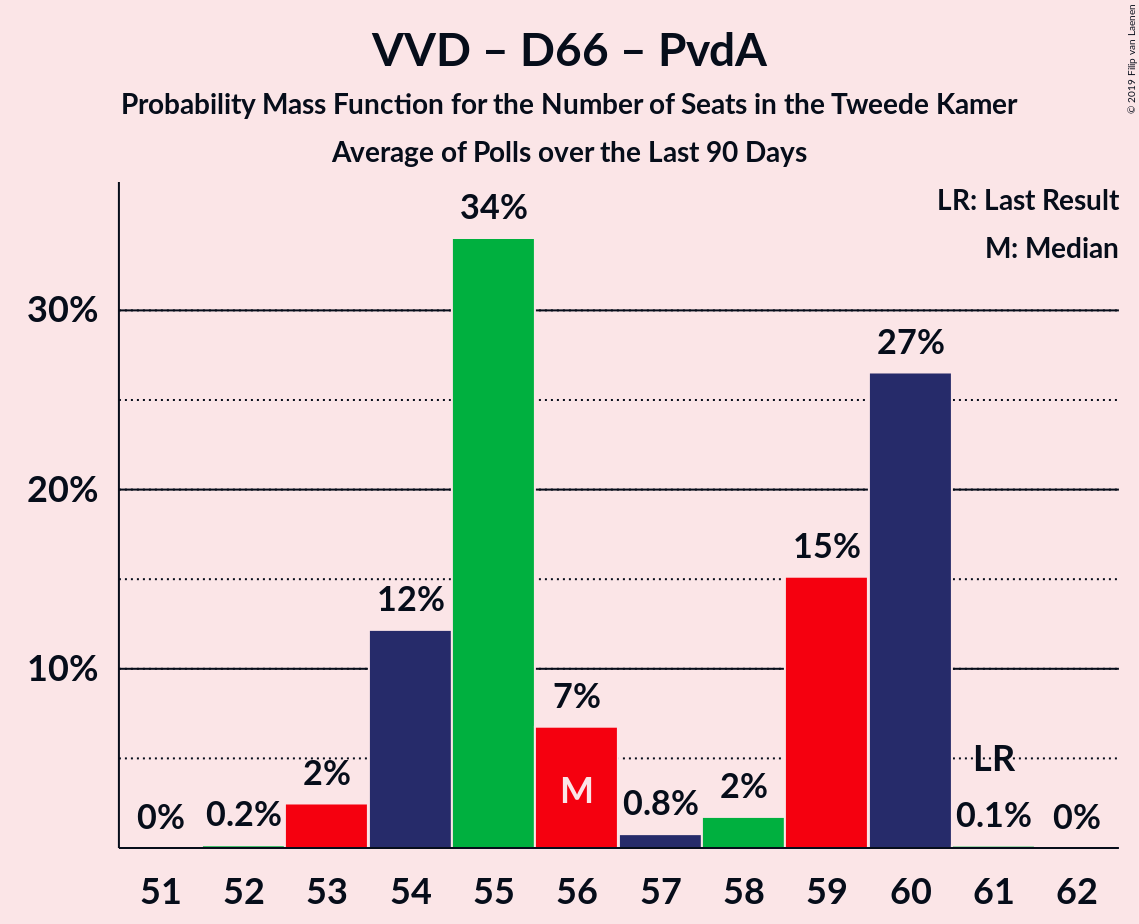 VVD – D66 – PvdA
Probability Mass Function for the Number of Seats in the Tweede Kamer
Average of Polls over the Last 90 Days
© 2019 Filip van Laenen
LR: Last Result
M: Median
34%
30%
27%
20%
15%
12%
10%
7%
LR
2%
M
2%
0%
0.2%
0.8%
0.1%
0%
51 52 53 54 55 56 57 58 59 60 61 62